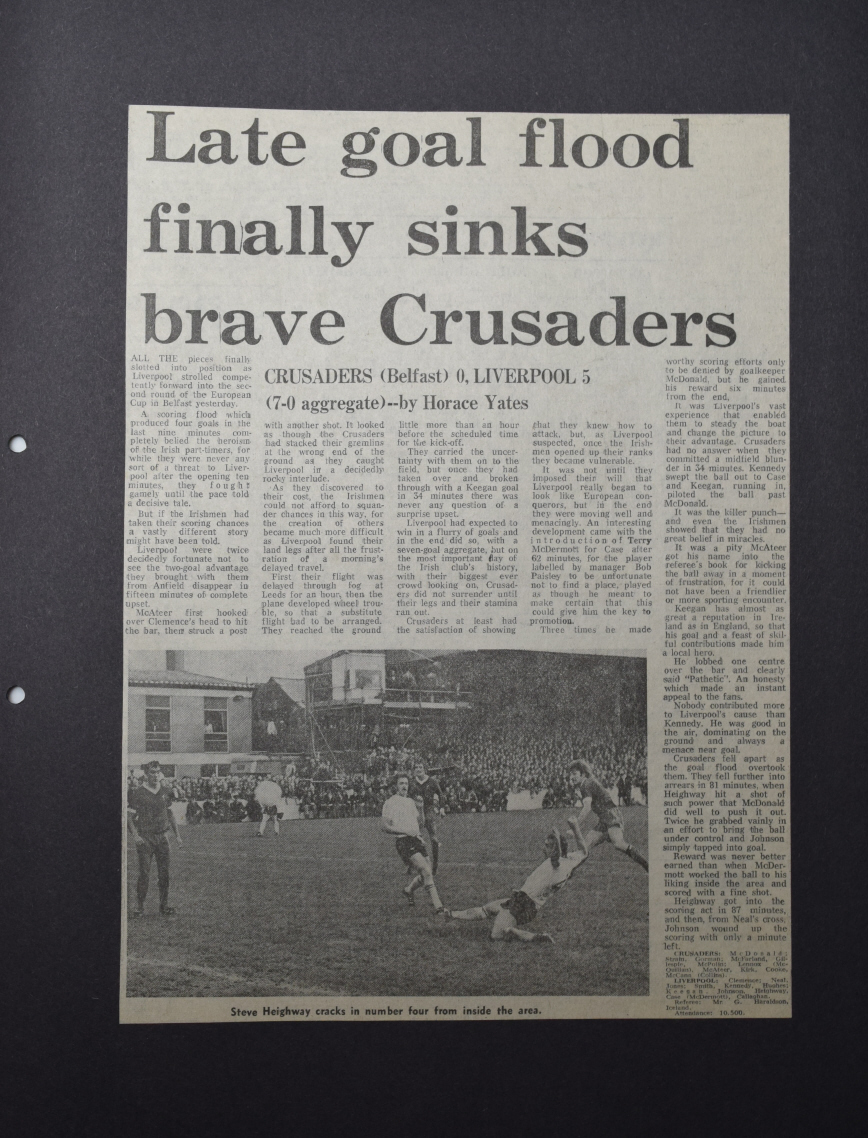 Late goal flood
finally sinks
brave Crusaders
CRUSADERS (Belfast) 0, LIVERPOOL 5
(7-0 aggregate)--by Horace Yates
ALL THE pieces finally
slotted into position as
Liverpool strolled compe-
tently forward into the sec-
ond round of the European
Cup in Belfast yesterday.
A scoring flood which
produced four goals in the
last nine minutes com-
pletely belied the heroism
of the Irish part-timers, for
while they were never any
sort of a threat to Liver-
pool after the opening ten
minutes, they fought
gamely until the pace told
a decisive tale.
But if the Irishmen had
taken their scoring chances
a vastly different story
might have been told.
Liverpool were twice
decidedly fortunate not to
see the two-goal advantage
they brought with them
from Anfield disappear in
fifteen minutes of complete
upset.
McAteer first hooked
over Clemence's head to hit
the bar, then struck a post
with another shot. It looked
as though the Crusaders
had stacked their gremlins
at the wrong end of the
ground as they caught
Liverpool in a decidedly
rocky interlude.
As they discovered to
their cost, the Irishmen
could not afford to squan-
der chances in this way, for
the creation of others
became much more difficult
as Liverpool found their
land legs after all the frust-
ration of a morning's
delayed travel.
First their flight was
delayed through fog at
Leeds for an hour, then the
plane developed wheel trou-
ble, so that a substitute
flight bad to be arranged.
They reached the ground
little more than an hour
before the scheduled time
for the kick-off.
They carried the uncer-
tainty with them on to the
field, but once they had
taken over and broken
through with a Keegan goal
in 34 minutes there was
never any question of a
surprise upset.
Liverpool had expected to
win in a flurry of goals and
in the end did so, with a
seven-goal aggregate, but on
the most important day of
the Irish club's history,
with their biggest ever
crowd looking on, Crusad-
ers did not surrender until
their legs and their stamina
ran out.
Crusaders at least had
the satisfaction of showing
that they knew how to
attack, but, as Liverpool
suspected, once the Irish-
men opened up their ranks
they became vulnerable.
It was not until they
imposed their will that
Liverpool really began to
look like European con-
querors, but in the end
they were moving well and
menacingly. An interesting
development came with the
introduction of Terry
McDermott for Case after
62 minutes, for the player
labelled by manager Bob
Paisley to be unfortunate
not to find a place, played
as though he meant to
make certain that this
could give him the key to
promotion.
Three times he made
worthy scoring efforts only
to be denied by goalkeeper
McDonald, but he gained
his reward six minutes
from the end.
It was Liverpool's vast
experience that enabled
them to steady the boat
and change the picture to
their advantage. Crusaders
had no answer when they
committed a midfield blun-
der in 34 minutes. Kennedy
swept the ball out to Case
and Keegan, running in,
piloted the ball past
McDonald.
It was the killer punch—
and even the Irishmen
showed that they had no
great belief in miracles.
It was a pity McAteer
got his name into the
referee's book for kicking
the ball away in a moment
of frustration, for it could
not have been a friendlier
or more sporting encounter.
Keegan has almost as
great a reputation in Ire-
land as in England, so that
his goal and a feast of skil-
ful contributions made him
a local hero.
He lobbed one centre
over the bar and clearly
said "Pathetic". An honesty
which made an instant
appeal to the fans.
Nobody contributed more
to Liverpool's cause than
Kennedy. He was good in
the air, dominating on the
ground and always a
menace near goal.
Crusaders fell apart as
the goal flood overtook
them. They fell further into
arrears in 81 minutes, when
Heighway hit a shot of
such power that McDonald
did well to push it out.
Twice he grabbed vainly in
an effort to bring the ball
under control and Johnson
simply tapped into goal.
Reward was never better
earned than when McDer-
mott worked the ball to his
liking inside the area and
scored with a fine shot.
Heighway got into the
scoring act in 87 minutes,
and then, from Neal's cross,
Johnson wound up the
scoring with only a minute
left.
CRUSADERS: McDonald;
Strain, Gorman; McFarland, Gil-
McAteer, Kirk, Cooke,
McCann (Collins).
LIVERPOOL: Clemence; Neal,
Jones; Smith, Kennedy, Hughes;
Keegan, Johnson, Heighway,
Case (McDermott), Callaghan.
Referee: Mr G. Haraldson,
Iceland.
Attendance: 10,500.
Steve Heighway cracks in number four from inside the area.